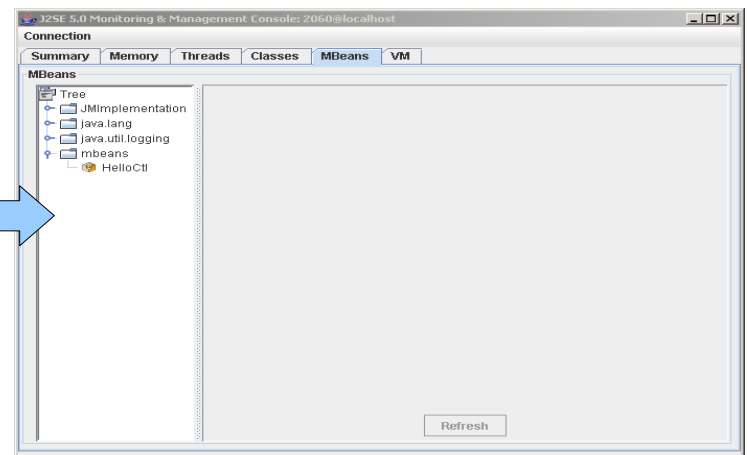 J2SE 5.0 Monitoring & Management Console: 2060@localhost
Connection
Summary Memory Threads Classes MBeans VM
MBeans
Tree
JMImplementation
java.lang
java.util.logging
mbeans
HelloCtl
Refresh